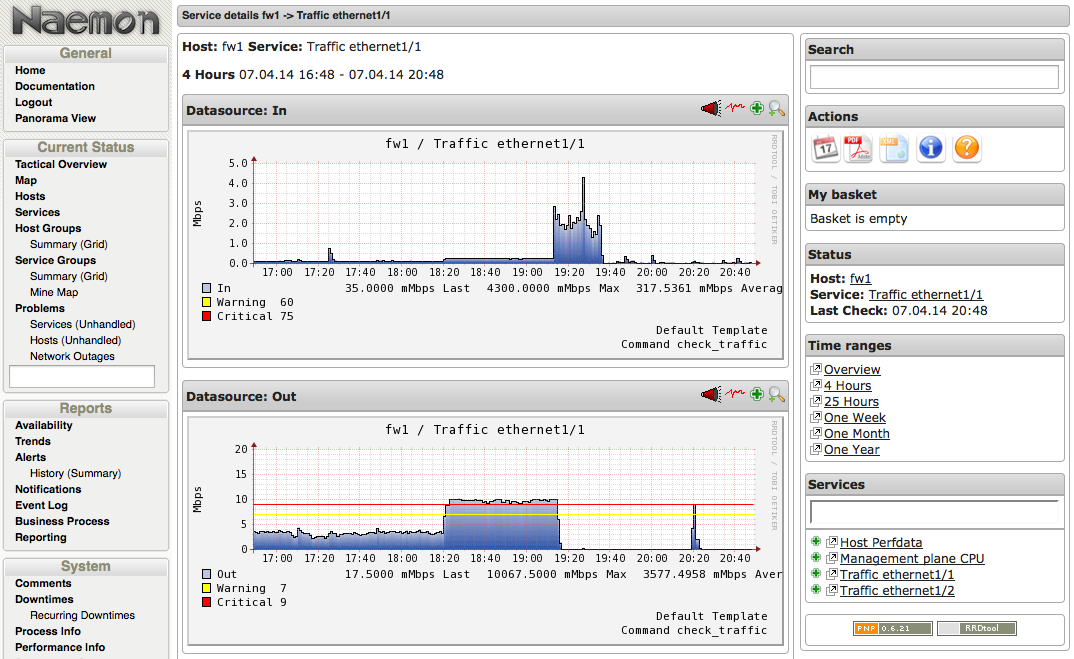 Naemon
General
Home
Documentation
Logout
Panorama View
Current Status
Tactical Overview
Map
Hosts
Services
Host Groups
Summary (Grid)
Service Groups
Summary (Grid)
Mine Map
Problems
Services (Unhandled)
Hosts (Unhandled)
Network Outages
Reports
Availability
Trends
Alerts
History (Summary)
Notifications
Event Log
Business Process
Reporting
System
Comments
Downtimes
Recurring Downtimes
Process Info
Performance Info
Service details fw1 -> Traffic ethernet1/1
Host: fw1 Service: Traffic ethernet1/1
4 Hours 07.04.14 16:48 - 07.04.14 20:48
Datasource: In
fw1 / Traffic ethernet1/1
RRDTOOL / TOBI OETIKER
Mbps
5.0
4.0
3.0
2.0
1.0
0.0
17:00 17:20 17:40 18:00 18:20 18:40 19:00 19:20 19:40 20:00 20:20 20:40
In 35.0000 mMbps Last 4300.0000 mMbps Max 317.5361 mMbps Averag
Warning 60
Critical 75
Default Template
Command check_traffic
Datasource: Out
fw1 / Traffic ethernet1/1
RRDTOOL / TOBI OETIKER
Mbps
20
15
10
5
0
17:00 17:20 17:40 18:00 18:20 18:40 19:00 19:20 19:40 20:00 20:20 20:40
Out 17.5000 mMbps Last 10067.5000 mMbps Max 3577.4958 mMbps Aver
Warning 7
Critical 9
Default Template
Command check_traffic
Search
Actions
17
PDF
Adobe
XML
i
?
My basket
Basket is empty
Status
Host: fw1
Service: Traffic ethernet1/1
Last Check: 07.04.14 20:48
Time ranges
Overview
4 Hours
25 Hours
One Week
One Month
One Year
Services
Host Perfdata
Management plane CPU
Traffic ethernet1/1
Traffic ethernet1/2
PNP 0.6.21 RRDtool